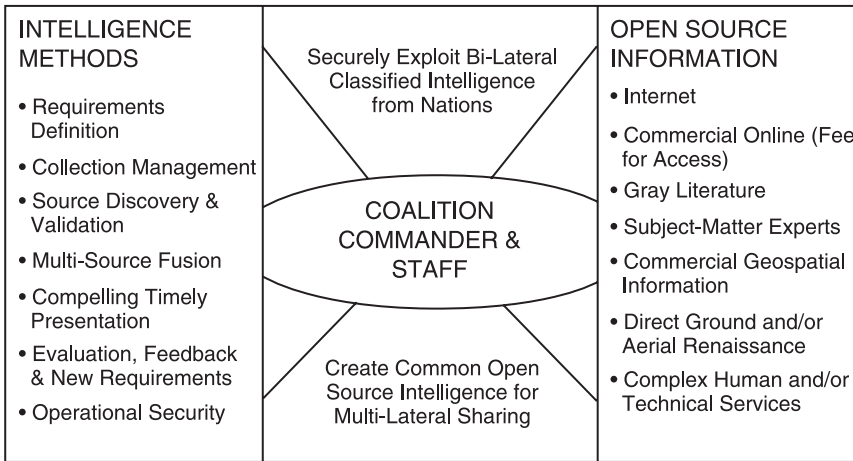 INTELLIGENCE
METHODS
• Requirements
Definition
• Collection Management
• Source Discovery &
Validation
• Multi-Source Fusion
• Compelling Timely
Presentation
• Evaluation, Feedback
& New Requirements
• Operational Security
Securely Exploit Bi-Lateral
Classified Intelligence
from Nations
COALITION
COMMANDER &
STAFF
Create Common Open
Source Intelligence for
Multi-Lateral Sharing
OPEN SOURCE
INFORMATION
• Internet
• Commercial Online (Fee
for Access)
• Gray Literature
• Subject-Matter Experts
• Commercial Geospatial
Information
• Direct Ground and/or
Aerial Renaissance
• Complex Human and/or
Technical Services